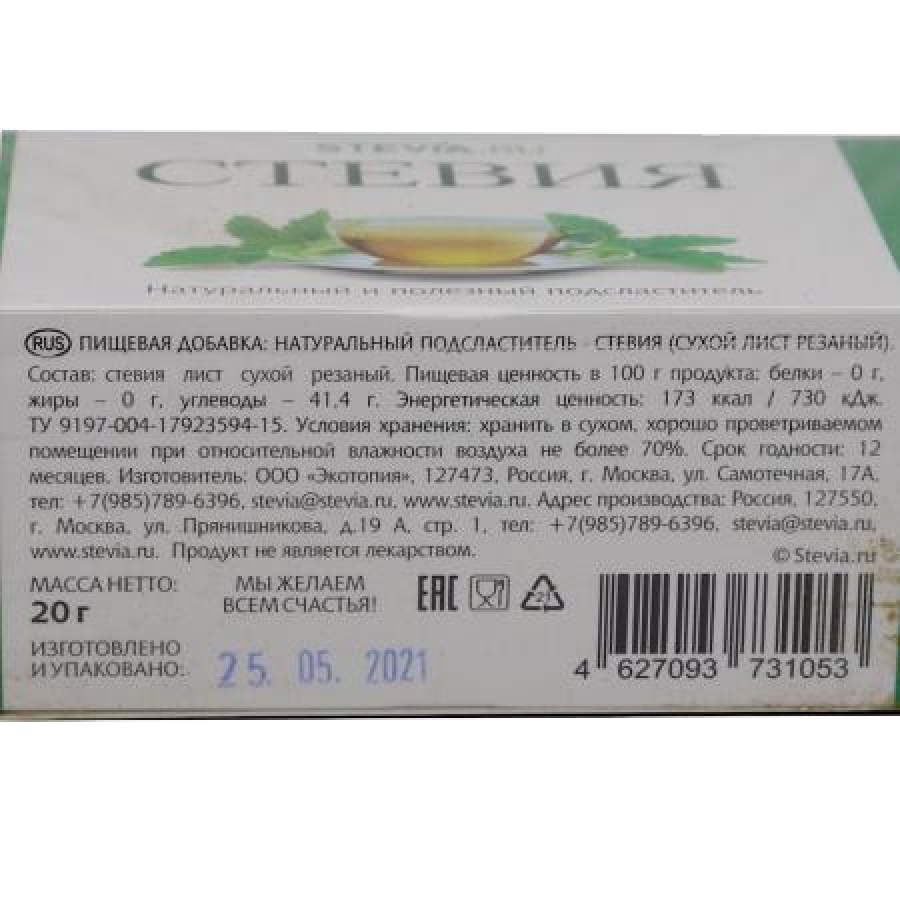 STEVIA.RU
СТЕВИЯ
Натуральный и полезный подсластитель
RUS ПИЩЕВАЯ ДОБАВКА: НАТУРАЛЬНЫЙ ПОДСЛАСТИТЕЛЬ - СТЕВИЯ (СУХОЙ ЛИСТ РЕЗАНЫЙ).
Состав: стевия лист сухой резаный. Пищевая ценность в 100 г продукта: белки – 0 г,
жиры – 0 г, углеводы – 41,4 г. Энергетическая ценность: 173 ккал / 730 кДж.
ТУ 9197-004-17923594-15. Условия хранения: хранить в сухом, хорошо проветриваемом
помещении при относительной влажности воздуха не более 70%. Срок годности: 12
месяцев. Изготовитель: ООО «Экотопия», 127473, Россия, г. Москва, ул. Самотечная, 17А,
тел: +7(985)789-6396, stevia@stevia.ru, www.stevia.ru. Адрес производства: Россия, 127550,
г. Москва, ул. Прянишникова, д.19 А, стр. 1, тел: +7(985)789-6396, stevia@stevia.ru,
www.stevia.ru. Продукт не является лекарством.
© Stevia.ru
МАССА НЕТТО:
20 г
МЫ ЖЕЛАЕМ
ВСЕМ СЧАСТЬЯ!
ЕАС
21
ИЗГОТОВЛЕНО
И УПАКОВАНО:
25. 05. 2021
4 627093 731053